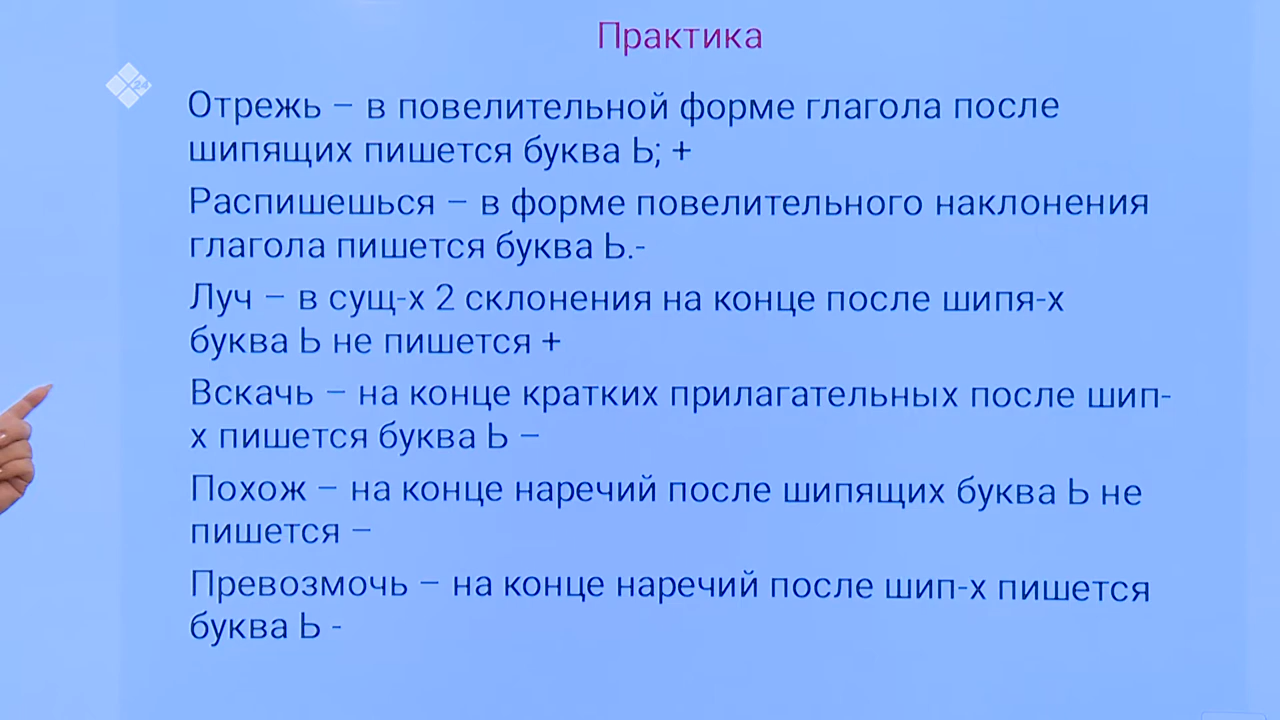 Практика
24
Отрежь – в повелительной форме глагола после
шипящих пишется буква Ь; +
Распишешься – в форме повелительного наклонения
глагола пишется буква Ь.-
Луч – в сущ-х 2 склонения на конце после шипя-х
буква Ь не пишется +
Вскачь – на конце кратких прилагательных после шип-
х пишется буква Ь –
Похож – на конце наречий после шипящих буква Ь не
пишется –
Превозмочь – на конце наречий после шип-х пишется
буква Ь -